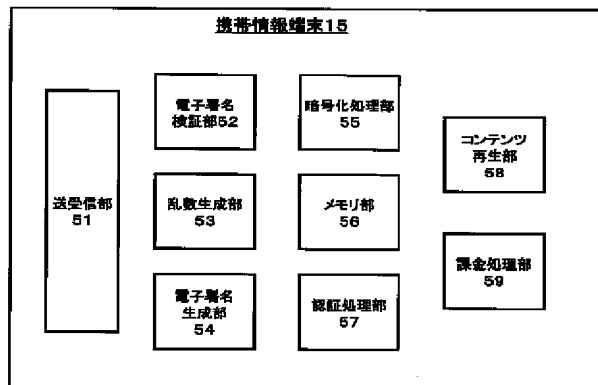 携帯情報端末15
送受信部
51
電子署名
検証部52
乱数生成部
53
電子署名
生成部
54
暗号化処理部
55
メモリ部
56
認証処理部
57
コンテンツ
再生部
58
課金処理部
59